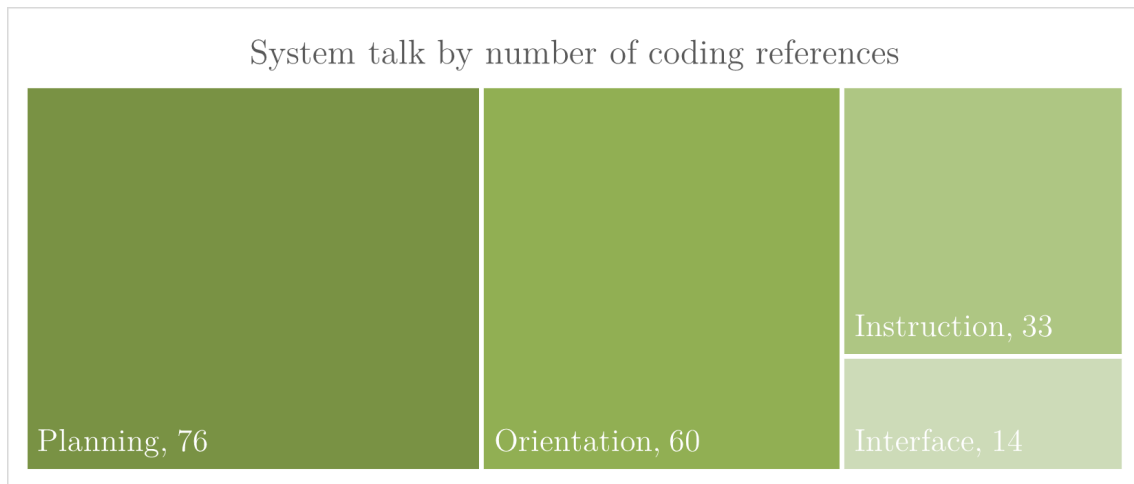 System talk by number of coding references
Planning, 76
Orientation, 60
Instruction, 33
Interface, 14